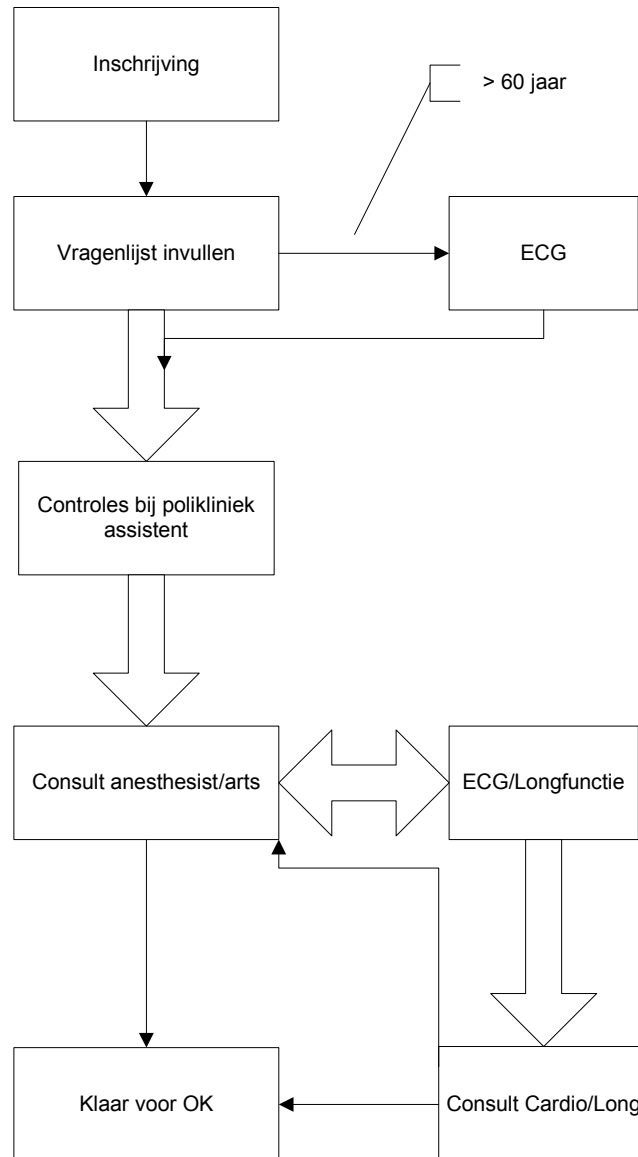 Inschrijving
> 60 jaar
Vragenlijst invullen
ECG
Controles bij polikliniek
assistent
Consult anesthesist/arts
ECG/Longfunctie
Klaar voor OK
Consult Cardio/Long